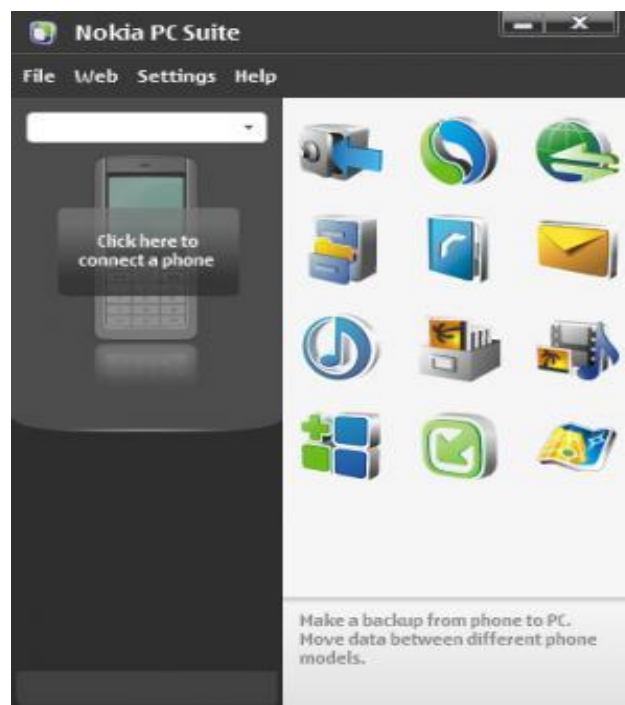 Nokia PC Suite
File Web Settings Help
Click here to
connect a phone
Make a backup from phone to PC.
Move data between different phone
models.